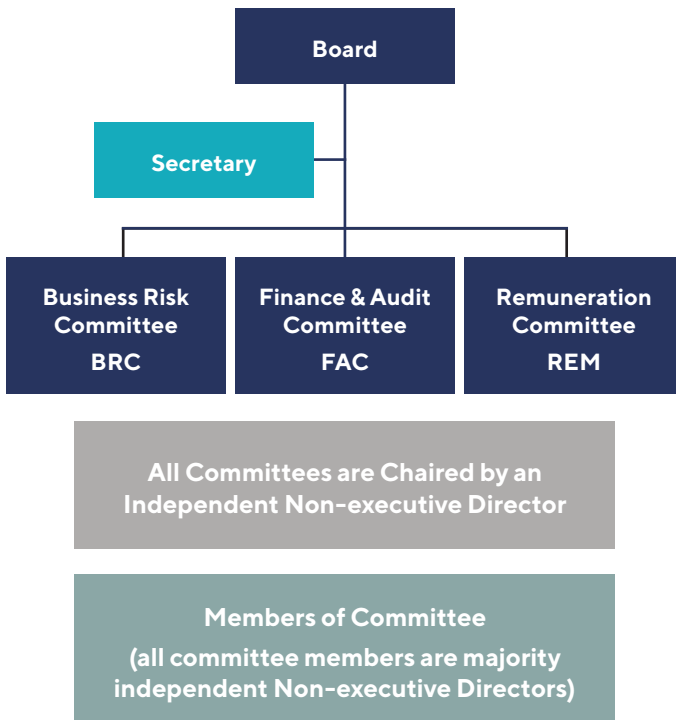 Board
Secretary
Business Risk
Committee
BRC
Finance & Audit
Committee
FAC
Remuneration
Committee
REM
All Committees are Chaired by an
Independent Non-executive Director
Members of Committee
(all committee members are majority
independent Non-executive Directors)